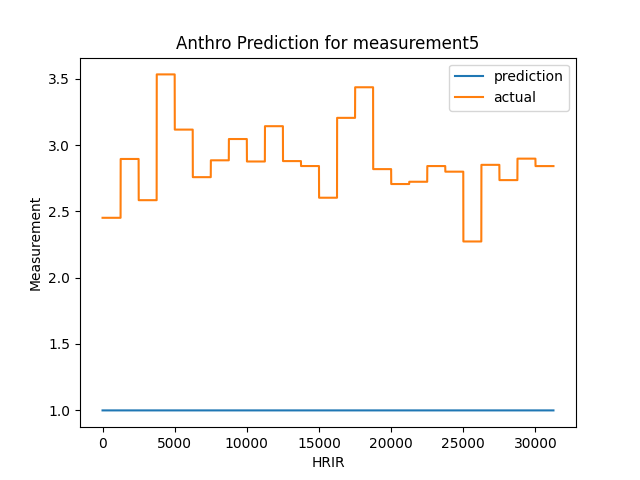 Anthro Prediction for measurement5
prediction
actual
3.5
3.0
2.5
2.0
1.5
1.0
Measurement
0 5000 10000 15000 20000 25000 30000
HRIR